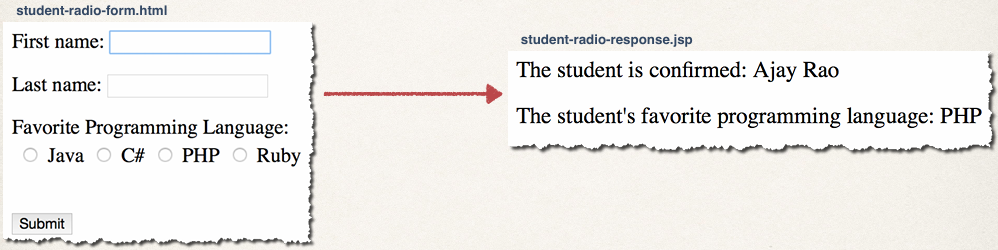 student-radio-form.html
First name:
Last name:
Favorite Programming Language:
Java C# PHP Ruby
Submit
student-radio-response.jsp
The student is confirmed: Ajay Rao
The student's favorite programming language: PHP